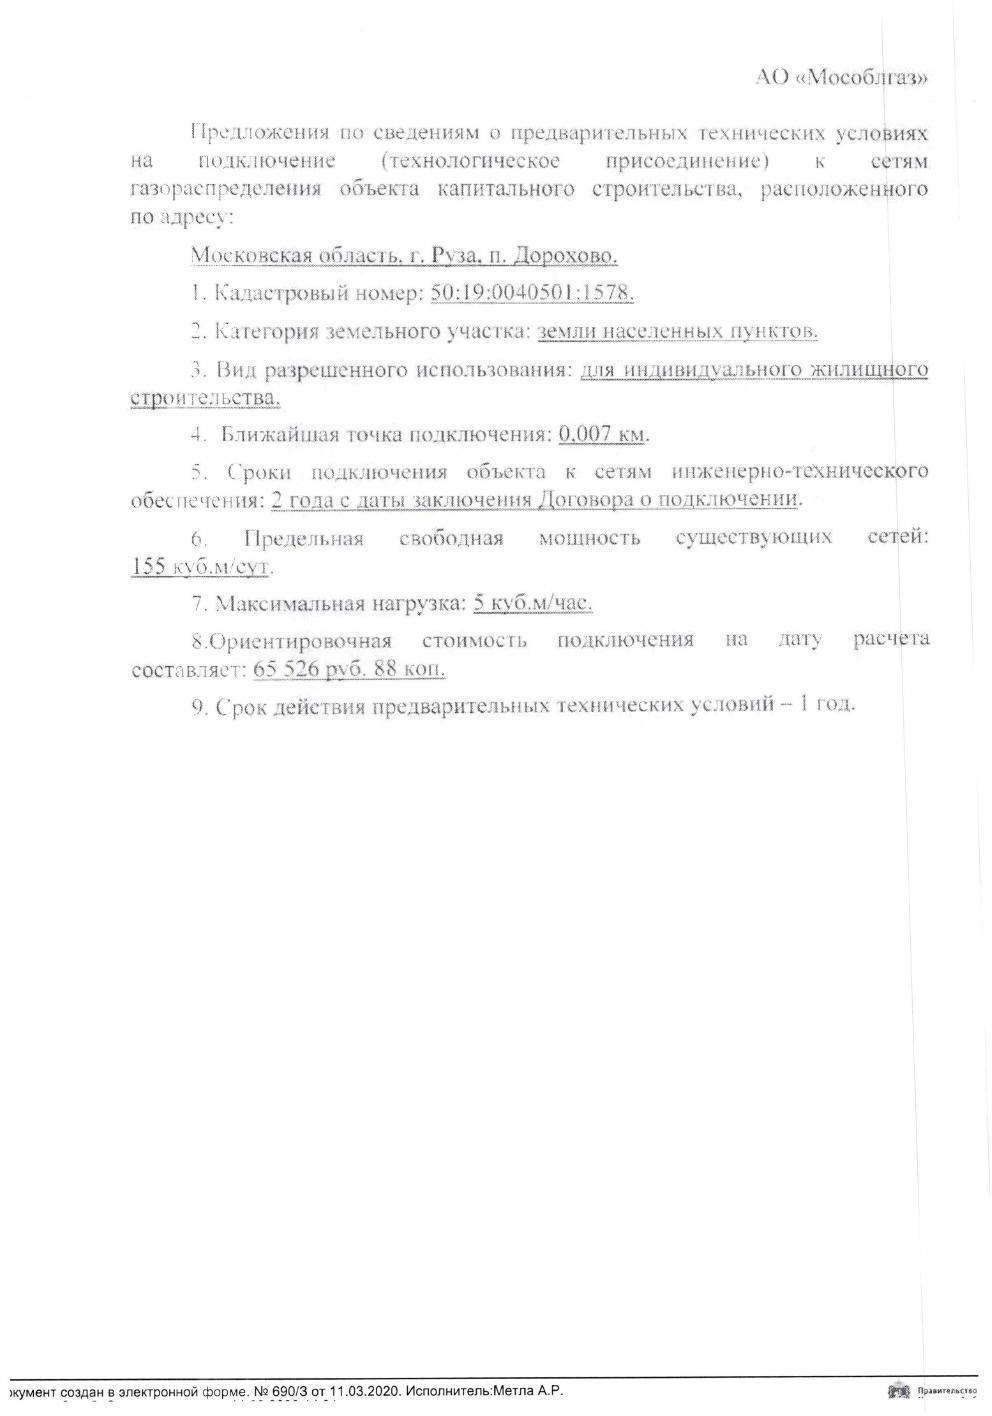 АО «Мособлгаз»
Предложения по сведениям о предварительных технических условиях
на подключение (технологическое присоединение) к сетям
газораспределения объекта капитального строительства, расположенного
по адресу:
Московская область, г. Руза, п. Дорохово.
1. Кадастровый номер: 50:19:0040501:1578.
2. Категория земельного участка: земли населенных пунктов.
3. Вид разрешенного использования: для индивидуального жилищного
строительства.
4. Ближайшая точка подключения: 0,007 км.
5. Сроки подключения объекта к сетям инженерно-технического
обеспечения: 2 года с даты заключения Договора о подключении.
6. Предельная свободная мощность существующих сетей:
155 куб.м/сут.
7. Максимальная нагрузка: 5 куб.м/час.
8.Ориентировочная стоимость подключения на дату расчета
составляет: 65 526 руб. 88 коп.
9. Срок действия предварительных технических условий – 1 год.
окумент создан в электронной форме. № 690/3 от 11.03.2020. Исполнитель:Метла А.Р.
Правительство